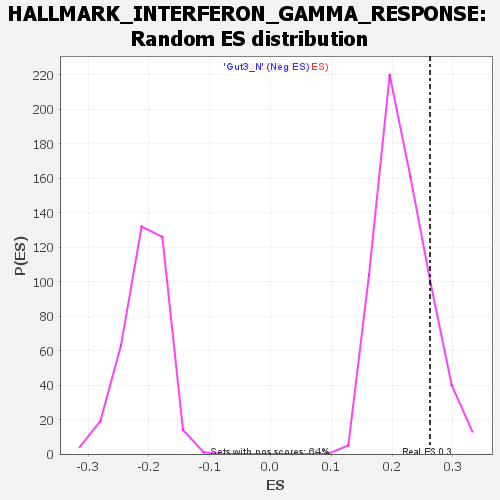 HALLMARK_INTERFERON_GAMMA_RESPONSE:
Random ES distribution
'Gut3_N' (Neg ES) ES)
220
200
180
160
140
120
100
80
60
40
20
0
P(ES)
Sets with pos scores: 64%
Real ES 0.3
-0.3 -0.2 -0.1 0.0 0.1 0.2 0.3
ES